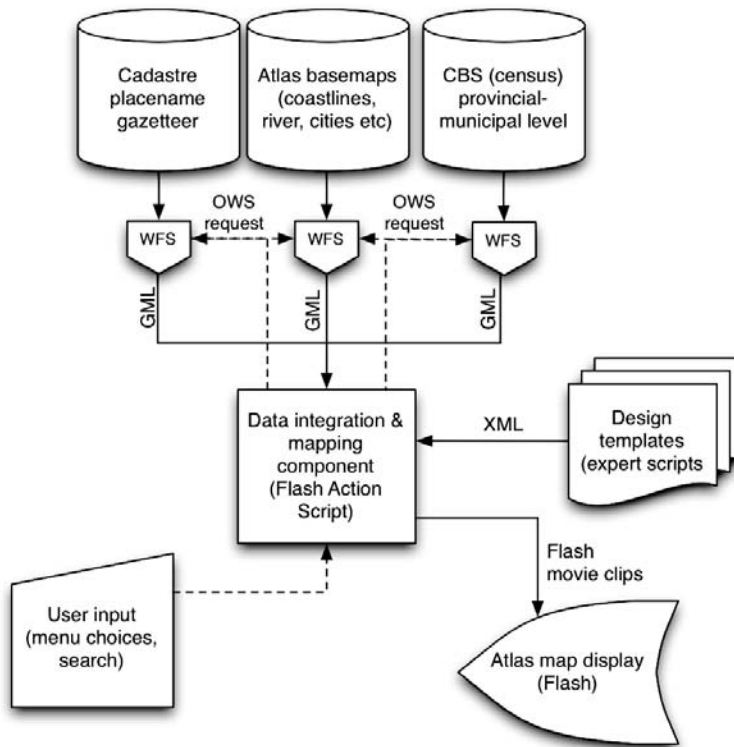 Cadastre
placename
gazetteer
Atlas basemaps
(coastlines,
river, cities etc)
CBS (census)
provincial-
municipal level
OWS
request
OWS
request
WFS
WFS
WFS
GML
GML
GML
Data integration &
mapping
component
(Flash Action
Script)
XML
Design
templates
(expert scripts
Flash
movie clips
User input
(menu choices,
search)
Atlas map display
(Flash)